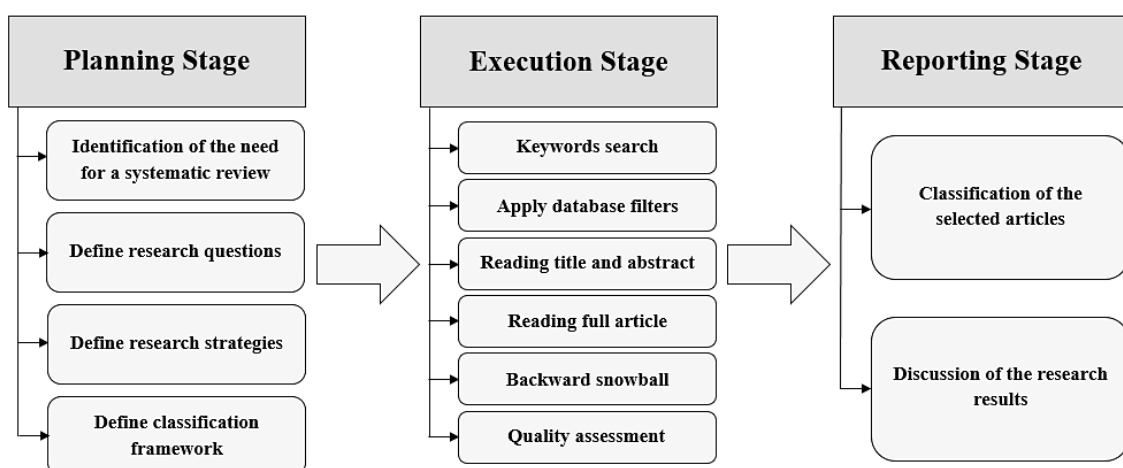 Planning Stage
Identification of the need
for a systematic review
Define research questions
Define research strategies
Define classification
framework
Execution Stage
Keywords search
Apply database filters
Reading title and abstract
Reading full article
Backward snowball
Quality assessment
Reporting Stage
Classification of the
selected articles
Discussion of the research
results